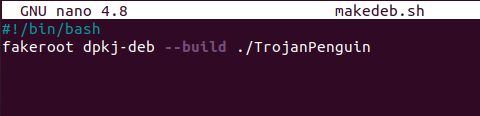 GNU nano 4.8 makedeb.sh
#!/bin/bash
fakeroot dpkj-deb --build ./TrojanPenguin